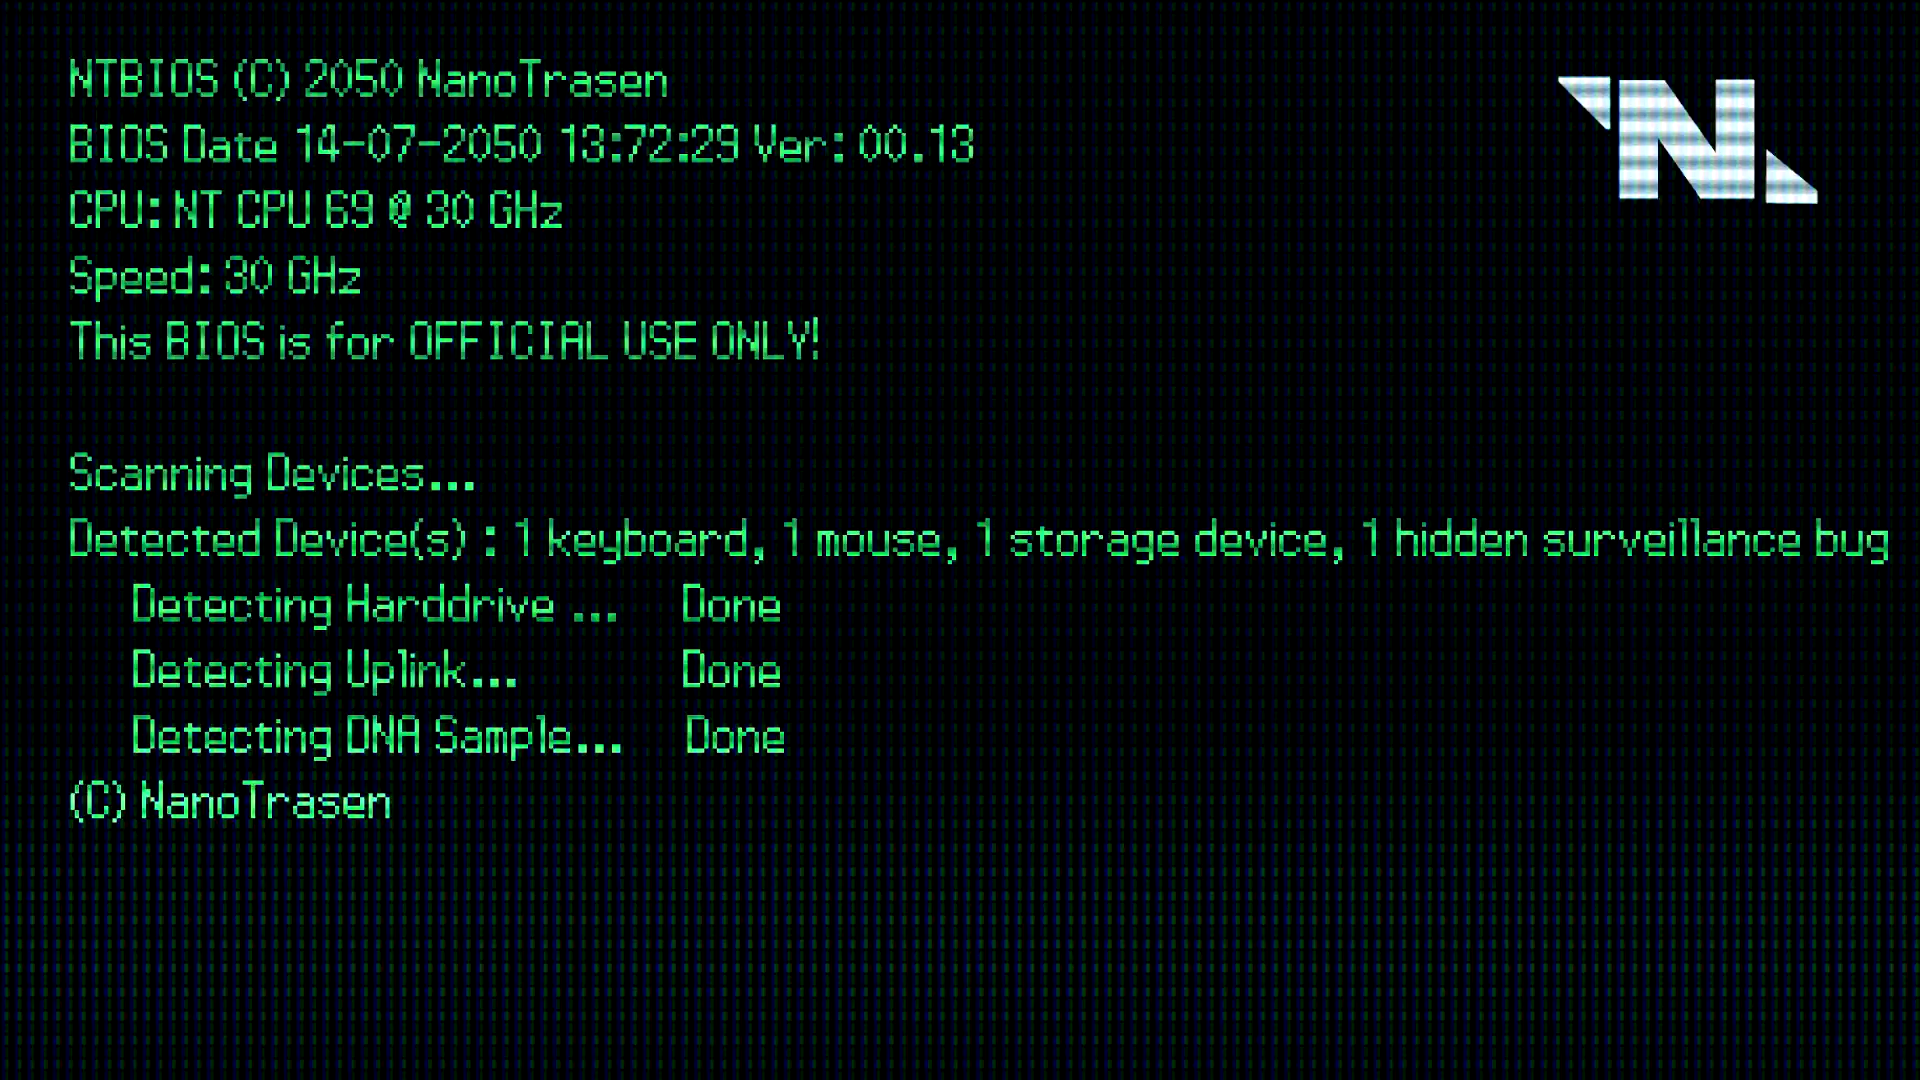 NTBIOS (C) 2050 NanoTrasen
BIOS Date 14-07-2050 13:72:29 Ver: 00.13
CPU: NT CPU 69 @ 30 GHz
Speed: 30 GHz
This BIOS is for OFFICIAL USE ONLY!
Scanning Devices...
Detected Device(s) : 1 keyboard, 1 mouse, 1 storage device, 1 hidden surveillance bug
Detecting Harddrive ... Done
Detecting Uplink... Done
Detecting DNA Sample... Done
(C) NanoTrasen
N